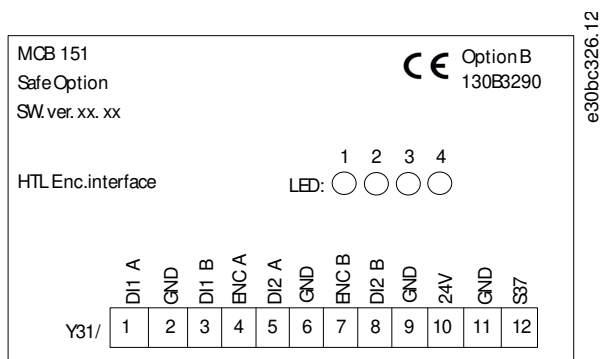 MCB 151
Safe Option
SW. ver. xx. xx
CE
Option B
130B3290
HTL Enc.interface
LED:
1 2 3 4
DI1 A
GND
DI1 B
ENC A
DI2 A
GND
ENC B
DI2 B
GND
24V
GND
S37
Y31/ 1 2 3 4 5 6 7 8 9 10 11 12
e30bc326.12